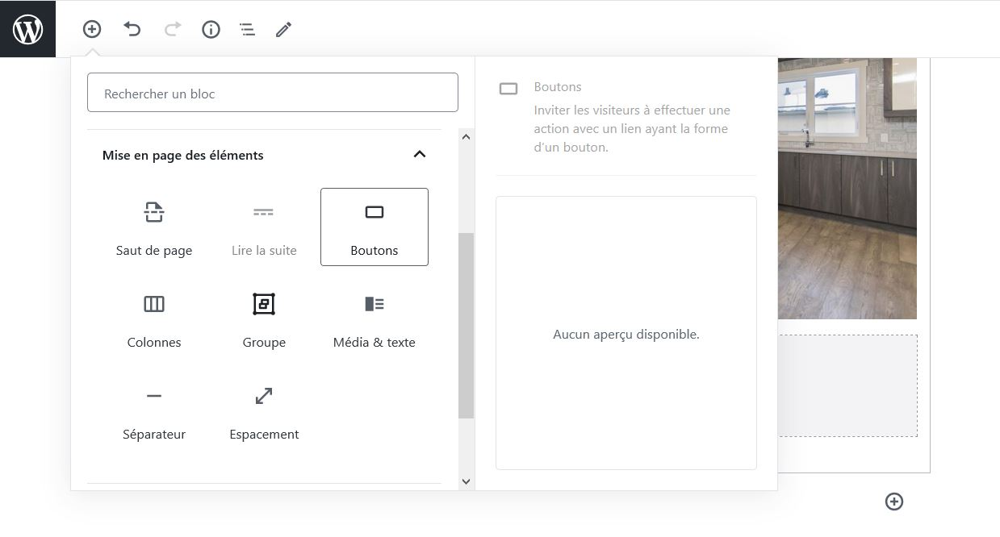 Rechercher un bloc
Mise en page des éléments
Saut de page
Lire la suite
Boutons
Colonnes
Groupe
Média & texte
Séparateur
Espacement
Boutons
Inviter les visiteurs à effectuer une
action avec un lien ayant la forme
d’un bouton.
Aucun aperçu disponible.